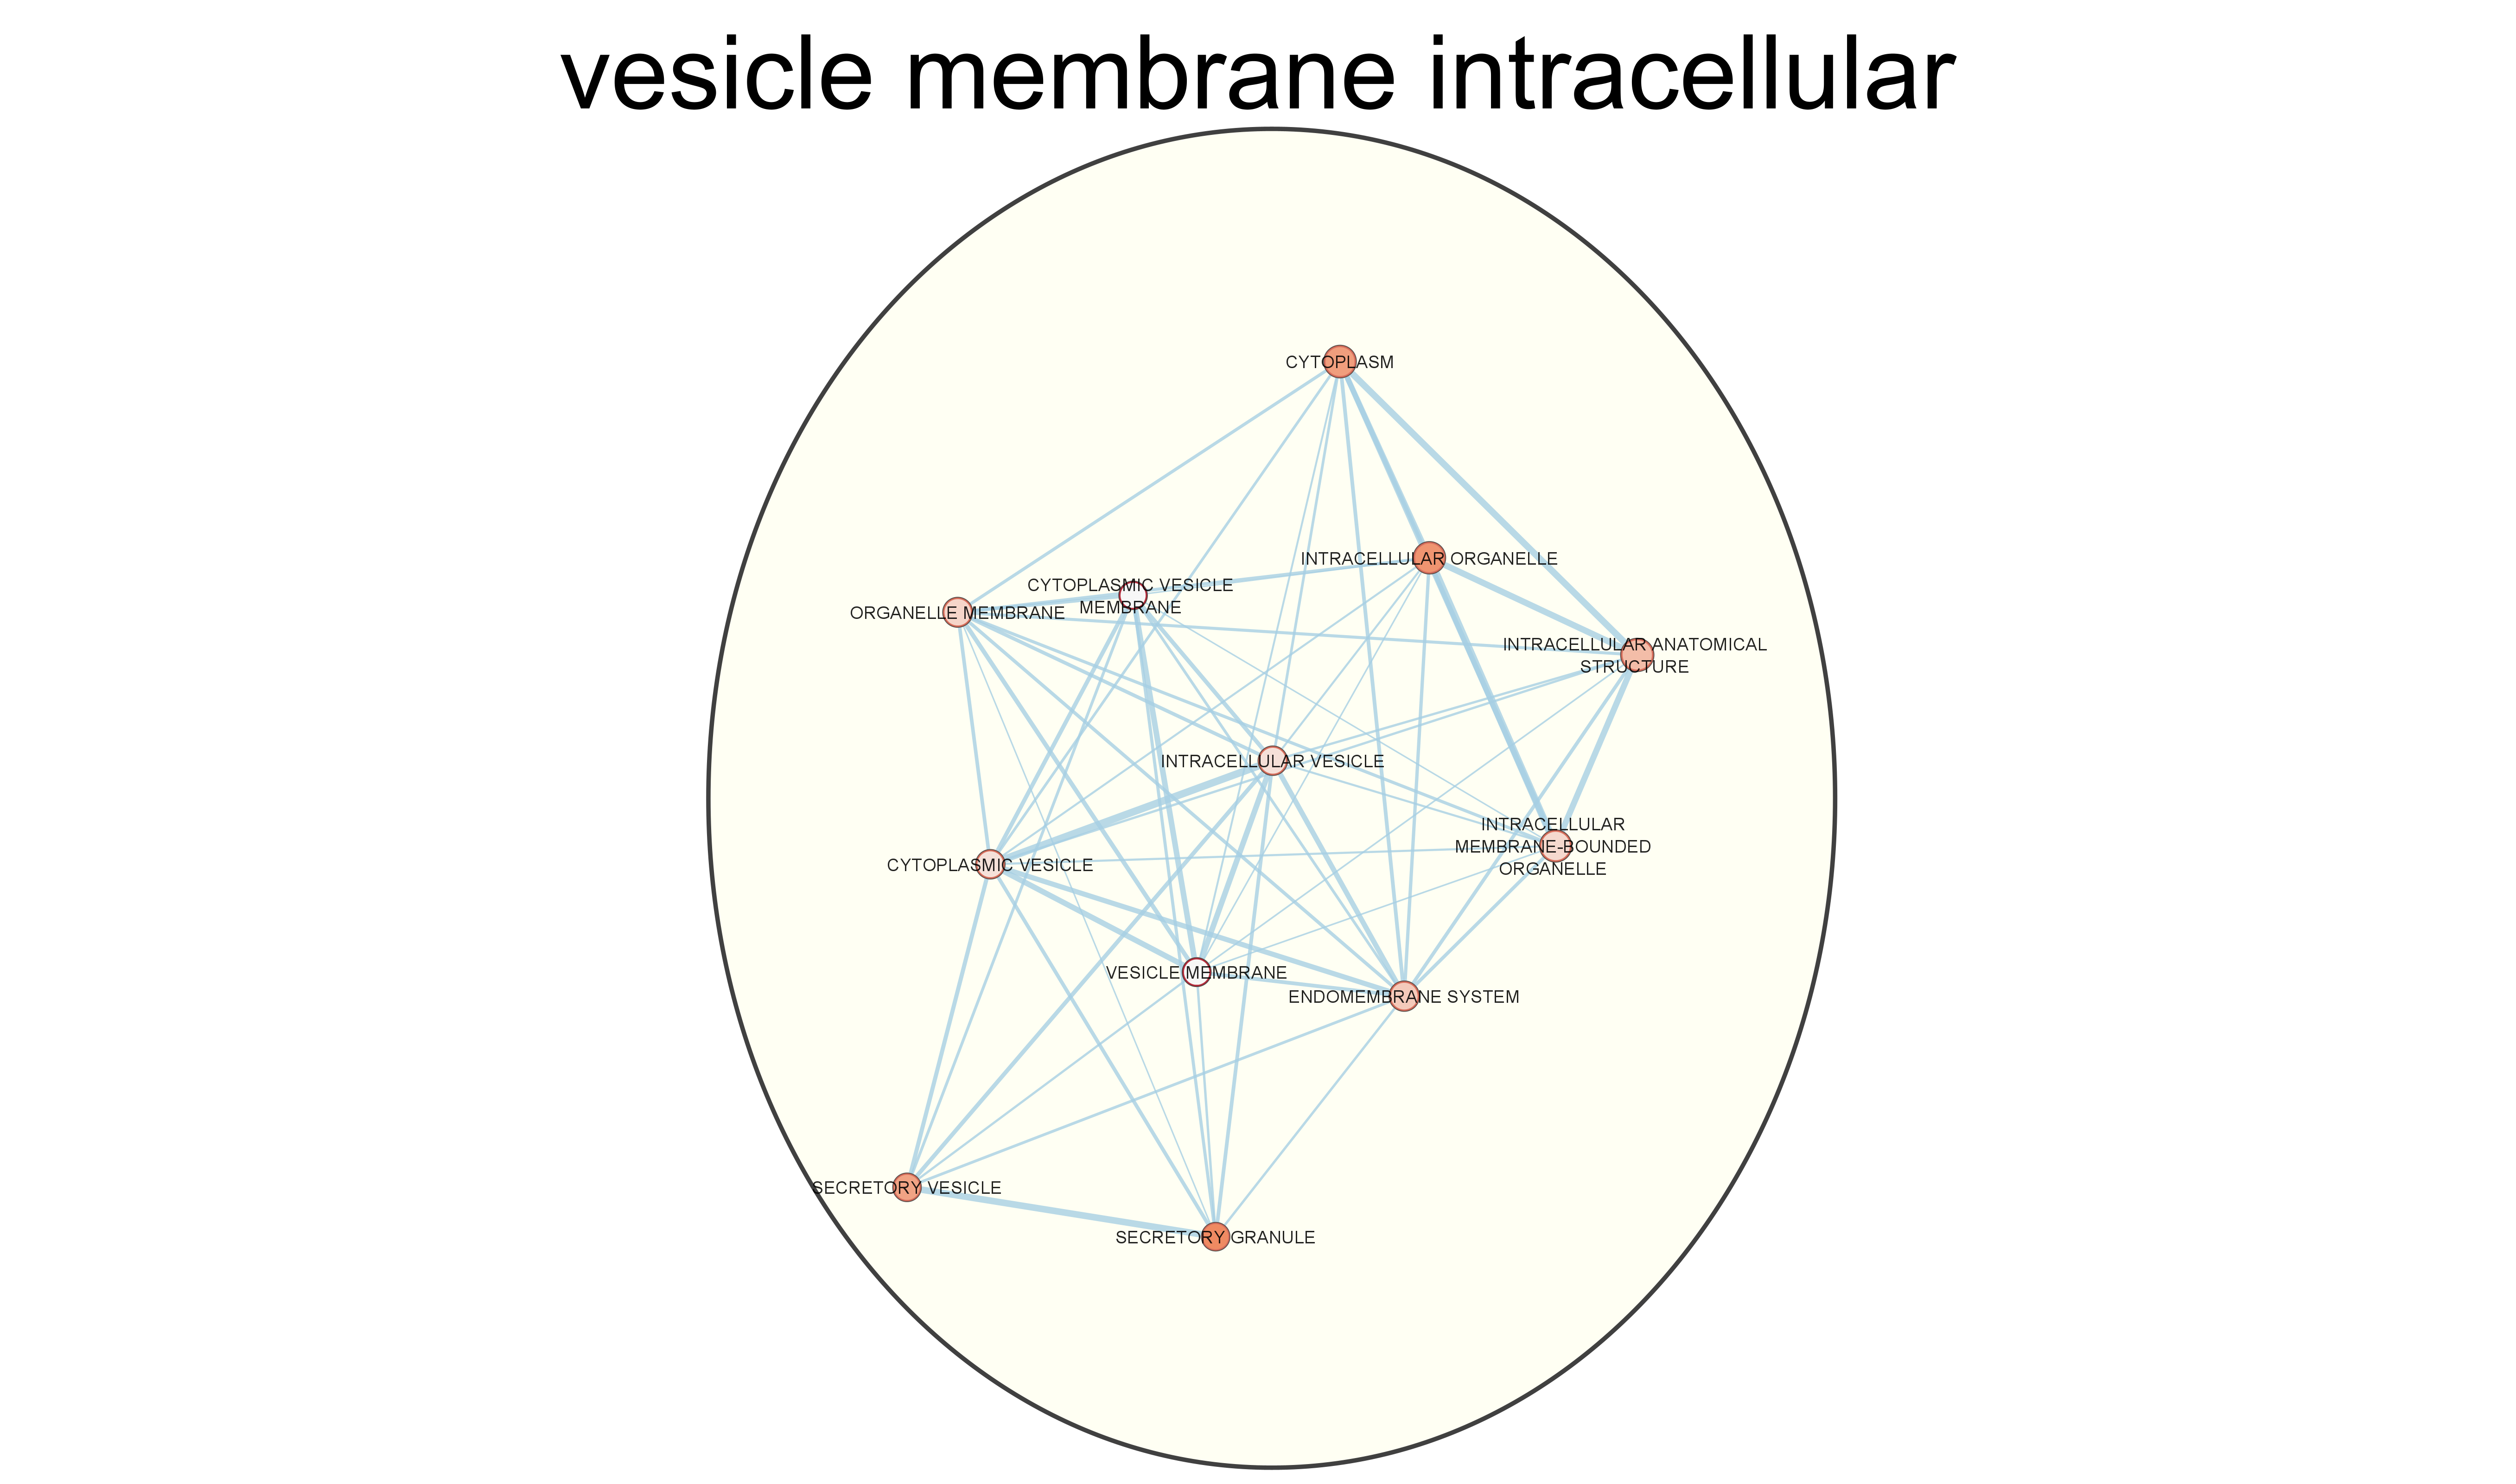 vesicle membrane intracellular
CYTOPLASM
INTRACELLULAR ORGANELLE
CYTOPLASMIC VESICLE
MEMBRANE
ORGANELLE MEMBRANE
INTRACELLULAR ANATOMICAL
STRUCTURE
INTRACELLULAR VESICLE
INTRACELLULAR
MEMBRANE-BOUNDED
ORGANELLE
CYTOPLASMIC VESICLE
VESICLE MEMBRANE
ENDOMEMBRANE SYSTEM
SECRETORY VESICLE
SECRETORY GRANULE